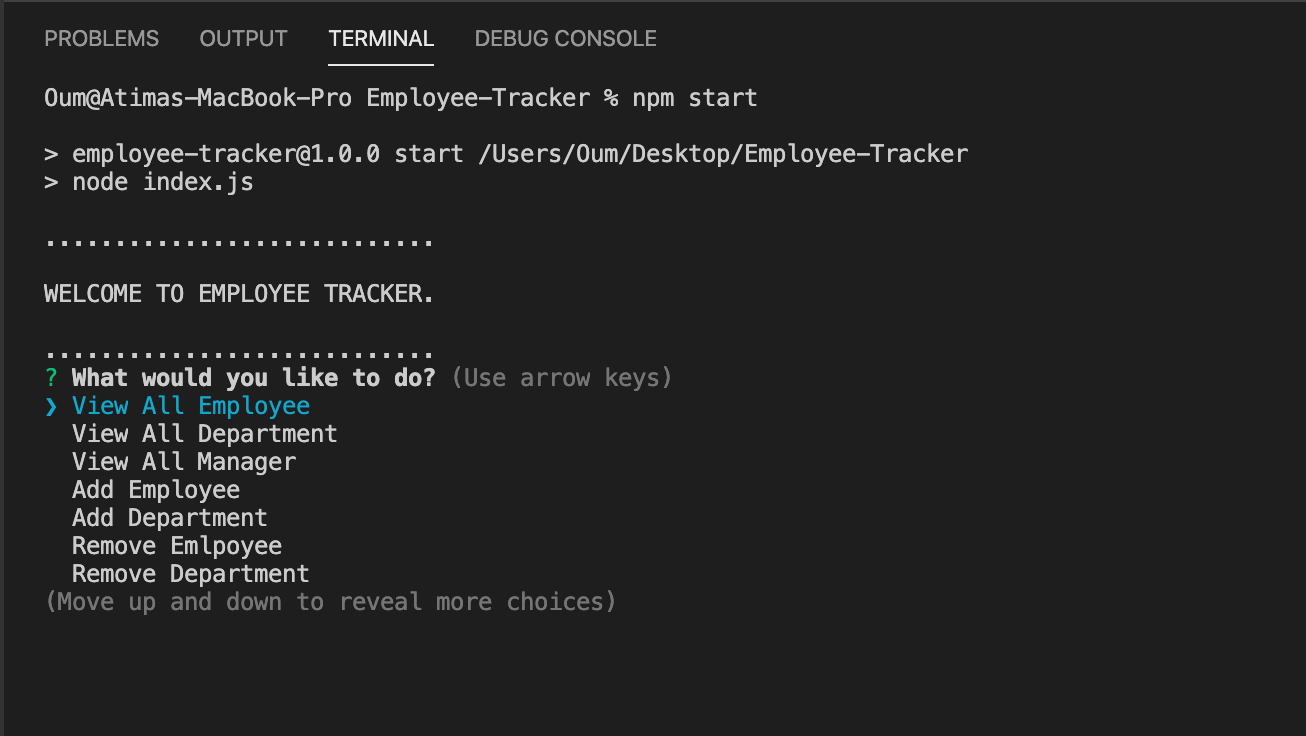 PROBLEMS OUTPUT TERMINAL DEBUG CONSOLE
Oum@Atimas-MacBook-Pro Employee-Tracker % npm start
> employee-tracker@1.0.0 start /Users/Oum/Desktop/Employee-Tracker
> node index.js
............................
WELCOME TO EMPLOYEE TRACKER.
............................
? What would you like to do? (Use arrow keys)
❯ View All Employee
View All Department
View All Manager
Add Employee
Add Department
Remove Emlpoyee
Remove Department
(Move up and down to reveal more choices)